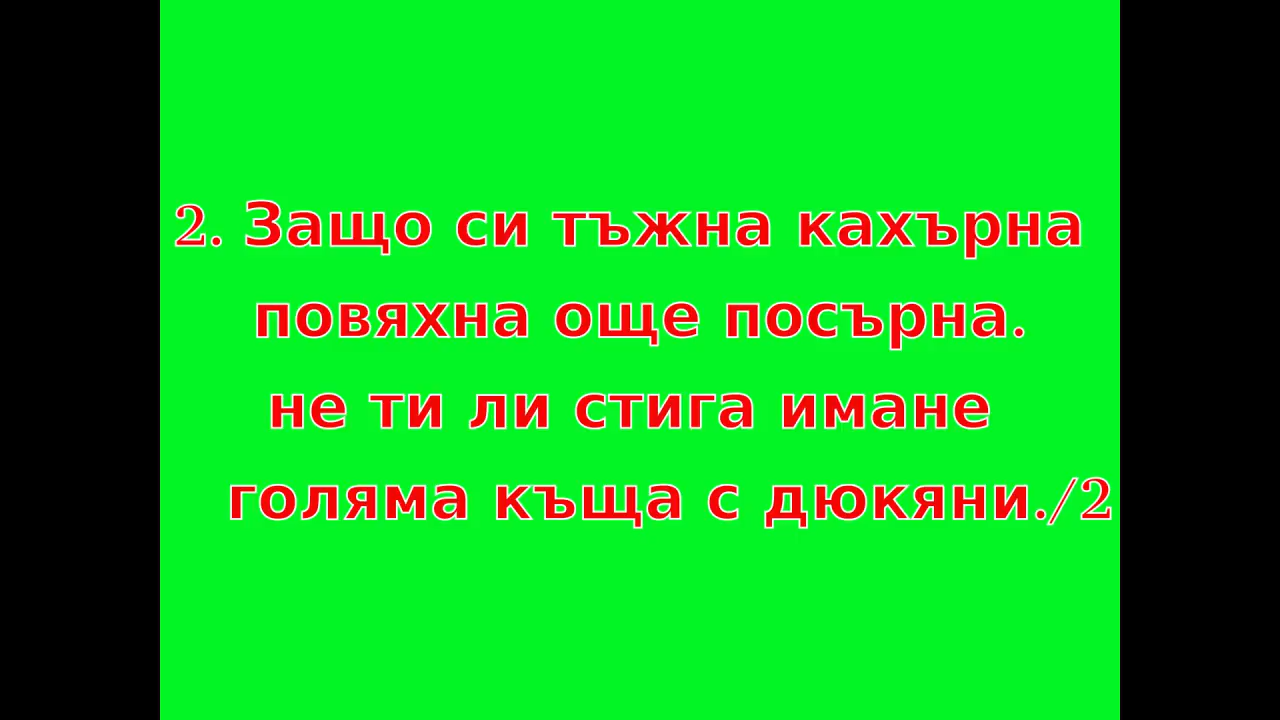 2. Защо си тъжна кахърна
повяхна още посърна.
не ти ли стига имане
голяма къща с дюкяни./2